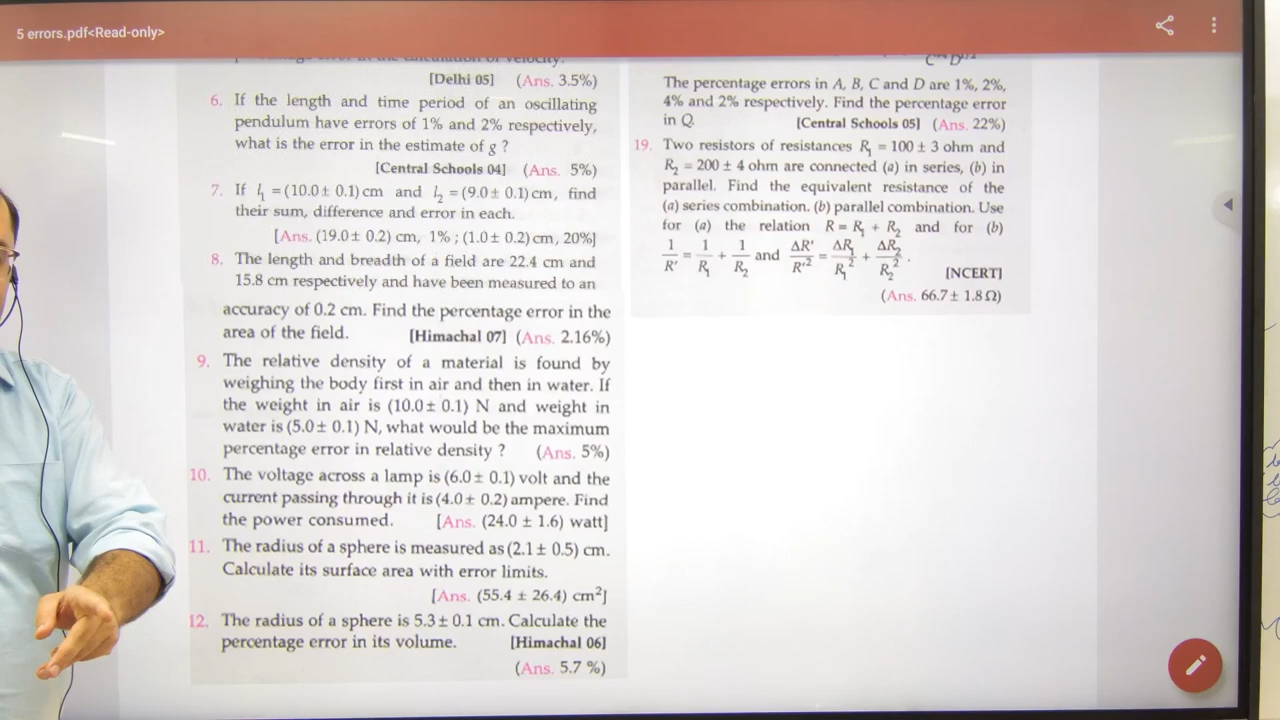 5 errors.pdf<Read-only>
[Delhi 05] (Ans. 3.5%)
6. If the length and time period of an oscillating
pendulum have errors of 1% and 2% respectively,
what is the error in the estimate of g ?
[Central Schools 04] (Ans. 5%)
7. If l₁ = (10.0 ± 0.1) cm and l₂ = (9.0 ± 0.1) cm, find
their sum, difference and error in each.
[Ans. (19.0 ± 0.2) cm, 1% ; (1.0 ± 0.2) cm, 20%]
8. The length and breadth of a field are 22.4 cm and
15.8 cm respectively and have been measured to an
accuracy of 0.2 cm. Find the percentage error in the
area of the field. [Himachal 07] (Ans. 2.16%)
9. The relative density of a material is found by
weighing the body first in air and then in water. If
the weight in air is (10.0 ± 0.1) N and weight in
water is (5.0 ± 0.1) N, what would be the maximum
percentage error in relative density ? (Ans. 5%)
10. The voltage across a lamp is (6.0 ± 0.1) volt and the
current passing through it is (4.0 ± 0.2) ampere. Find
the power consumed. [Ans. (24.0 ± 1.6) watt]
11. The radius of a sphere is measured as (2.1 ± 0.5) cm.
Calculate its surface area with error limits.
[Ans. (55.4 ± 26.4) cm²]
12. The radius of a sphere is 5.3 ± 0.1 cm. Calculate the
percentage error in its volume. [Himachal 06]
(Ans. 5.7 %)
The percentage errors in A, B, C and D are 1%, 2%,
4% and 2% respectively. Find the percentage error
in Q. [Central Schools 05] (Ans. 22%)
19. Two resistors of resistances R₁ = 100 ± 3 ohm and
R₂ = 200 ± 4 ohm are connected (a) in series, (b) in
parallel. Find the equivalent resistance of the
(a) series combination. (b) parallel combination. Use
for (a) the relation R = R₁ + R₂ and for (b)
1/R' = 1/R₁ + 1/R₂ and ΔR'/R'² = ΔR₁/R₁² + ΔR₂/R₂² .
[NCERT]
(Ans. 66.7 ± 1.8 Ω)